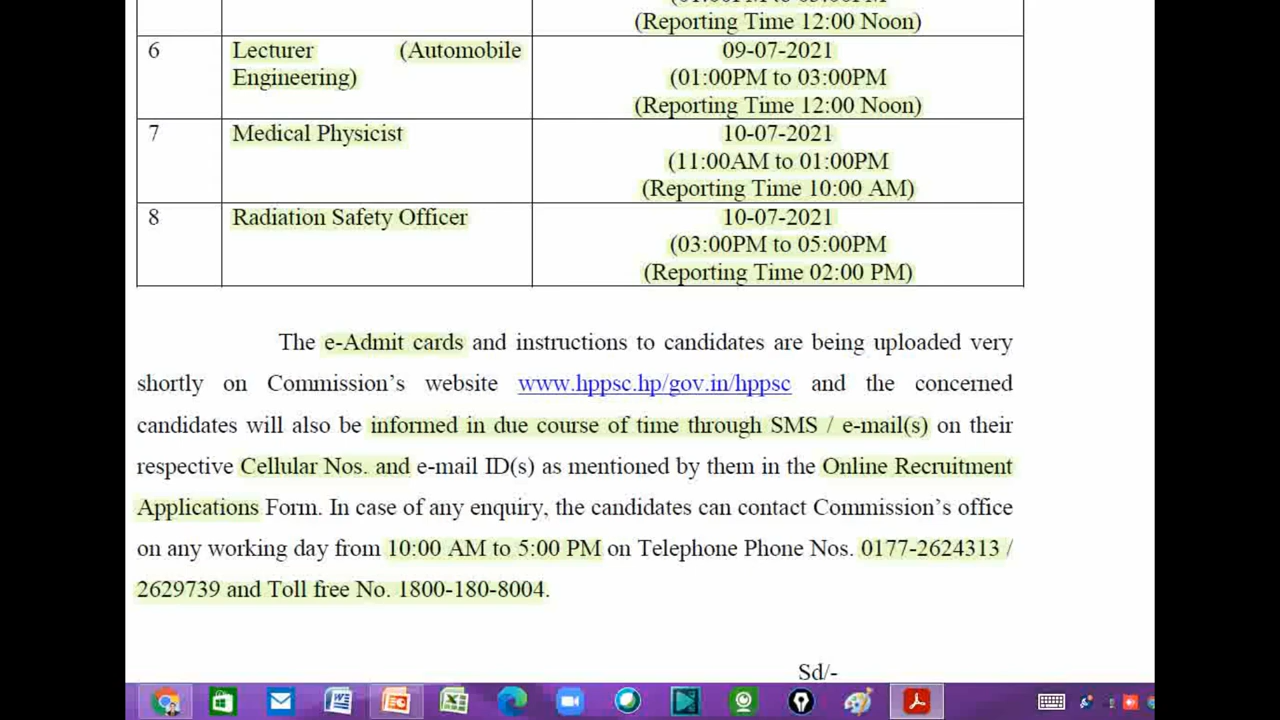 (Reporting Time 12:00 Noon)
6 Lecturer (Automobile Engineering) 09-07-2021
(01:00PM to 03:00PM
(Reporting Time 12:00 Noon)
7 Medical Physicist 10-07-2021
(11:00AM to 01:00PM
(Reporting Time 10:00 AM)
8 Radiation Safety Officer 10-07-2021
(03:00PM to 05:00PM
(Reporting Time 02:00 PM)
The e-Admit cards and instructions to candidates are being uploaded very
shortly on Commission's website www.hppsc.hp/gov.in/hppsc and the concerned
candidates will also be informed in due course of time through SMS / e-mail(s) on their
respective Cellular Nos. and e-mail ID(s) as mentioned by them in the Online Recruitment
Applications Form. In case of any enquiry, the candidates can contact Commission's office
on any working day from 10:00 AM to 5:00 PM on Telephone Phone Nos. 0177-2624313 /
2629739 and Toll free No. 1800-180-8004.
Sd/-